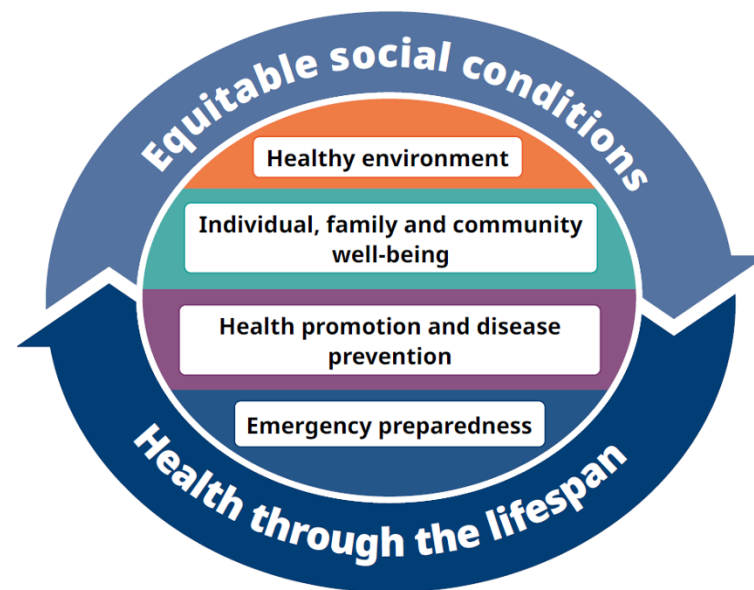 Equitable social conditions
Healthy environment
Individual, family and community
well-being
Health promotion and disease
prevention
Emergency preparedness
Health through the lifespan